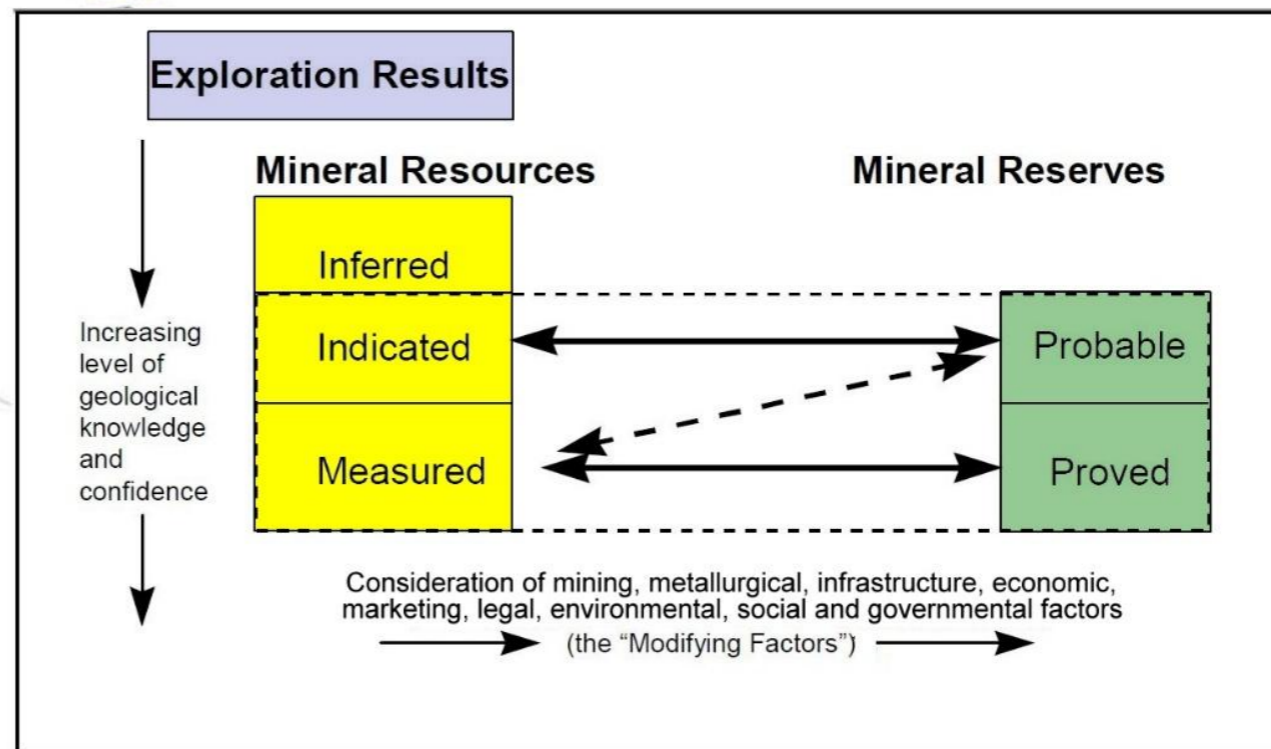 Exploration Results
Mineral Resources
Mineral Reserves
Inferred
Indicated
Measured
Probable
Proved
Increasing
level of
geological
knowledge
and
confidence
Consideration of mining, metallurgical, infrastructure, economic,
marketing, legal, environmental, social and governmental factors
(the “Modifying Factors”)